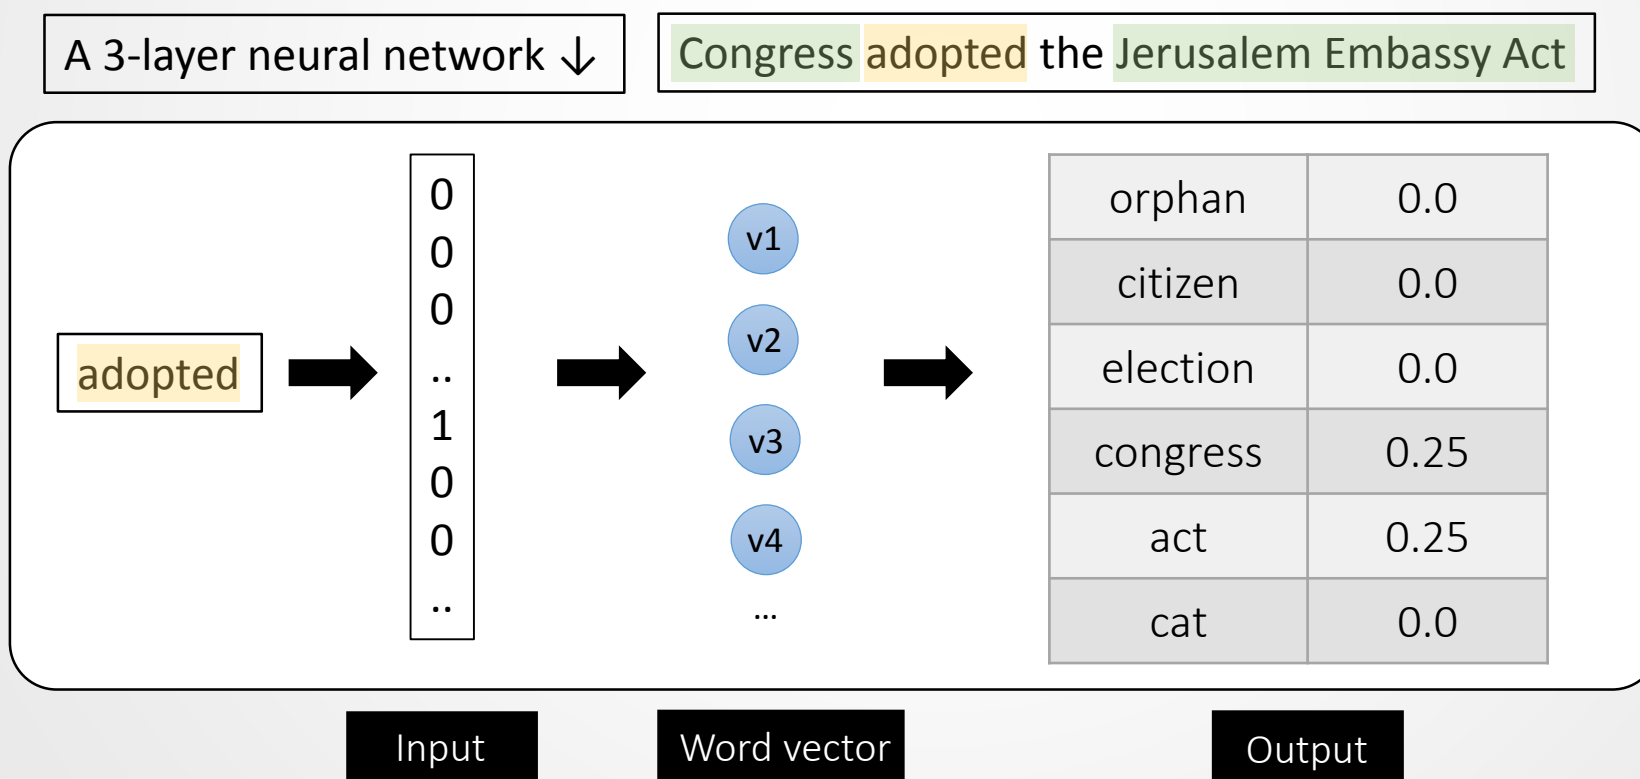 A 3-layer neural network ↓
Congress adopted the Jerusalem Embassy Act
adopted
0
0
0
..
1
0
0
..
v1
v2
v3
v4
...
orphan 0.0
citizen 0.0
election 0.0
congress 0.25
act 0.25
cat 0.0
Input
Word vector
Output